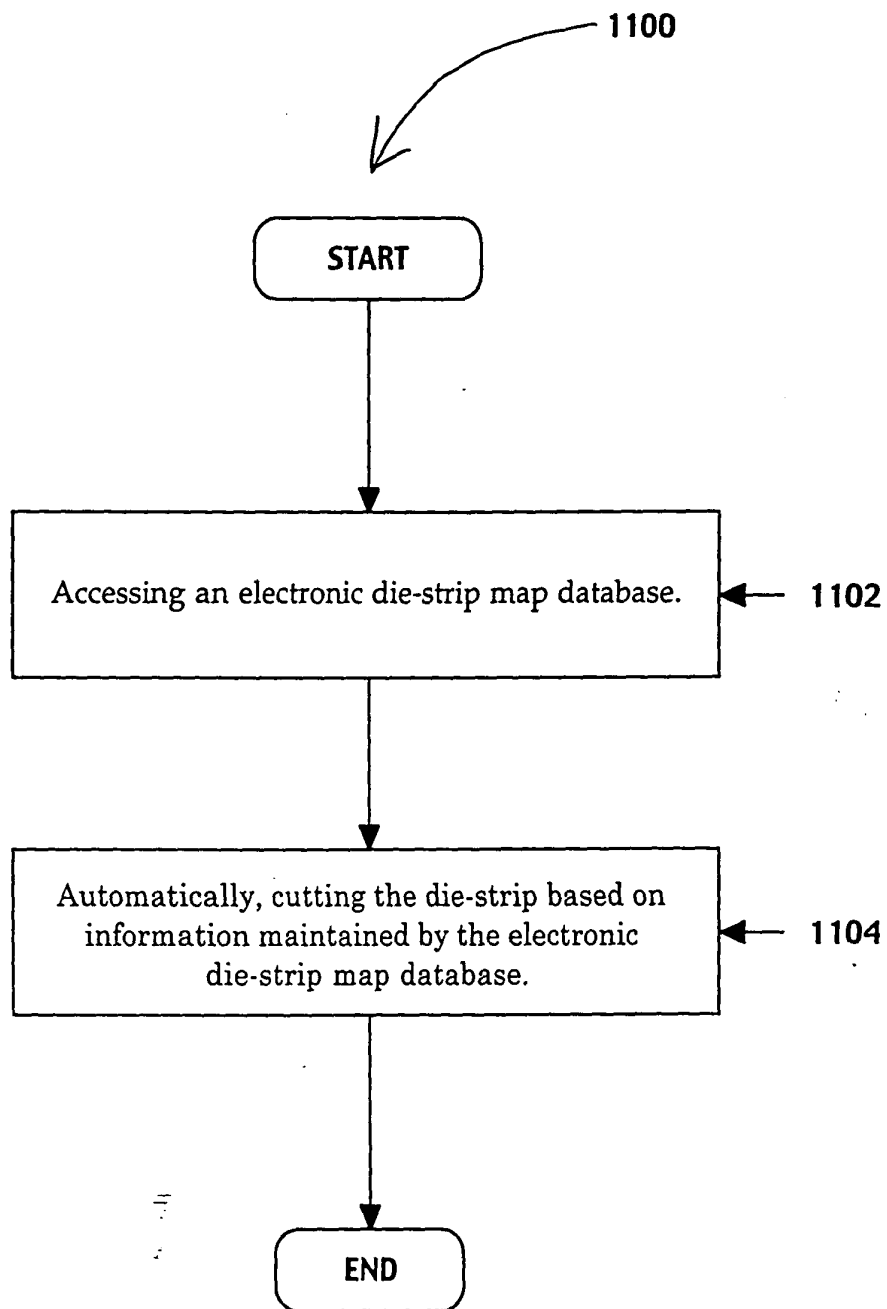 1100
START
Accessing an electronic die-strip map database.
1102
Automatically, cutting the die-strip based on
information maintained by the electronic
die-strip map database.
1104
END